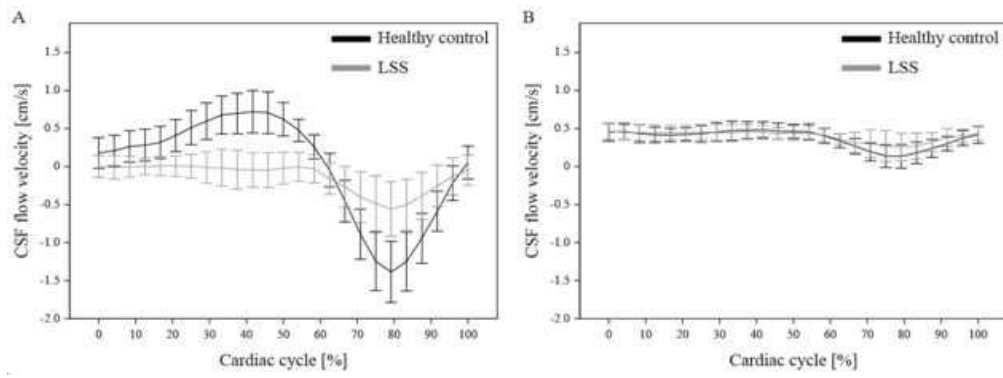 A
CSF flow velocity [cm/s]
1.5
1.0
0.5
0
-0.5
-1.0
-1.5
-2.0
Healthy control
LSS
0 10 20 30 40 50 60 70 80 90 100
Cardiac cycle [%]
B
CSF flow velocity [cm/s]
1.5
1.0
0.5
0
-0.5
-1.0
-1.5
-2.0
Healthy control
LSS
0 10 20 30 40 50 60 70 80 90 100
Cardiac cycle [%]